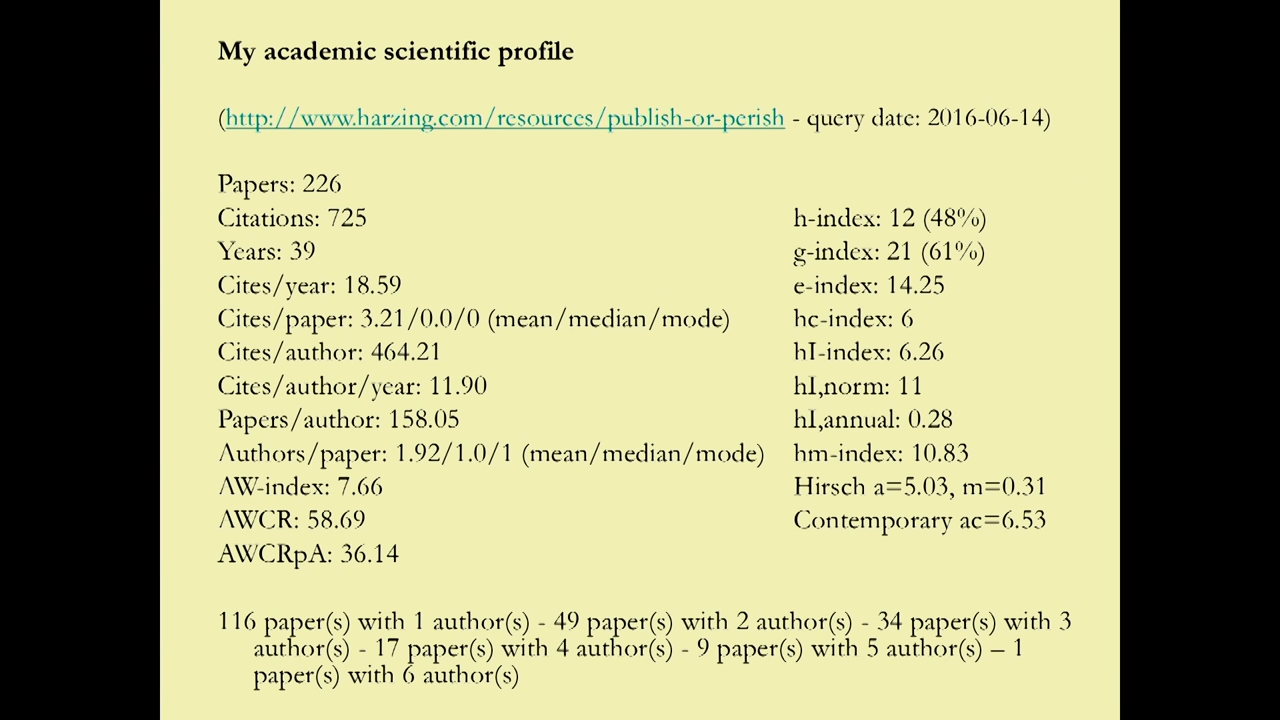 My academic scientific profile
(http://www.harzing.com/resources/publish-or-perish - query date: 2016-06-14)
Papers: 226
Citations: 725
Years: 39
Cites/year: 18.59
Cites/paper: 3.21/0.0/0 (mean/median/mode)
Cites/author: 464.21
Cites/author/year: 11.90
Papers/author: 158.05
Authors/paper: 1.92/1.0/1 (mean/median/mode)
AW-index: 7.66
AWCR: 58.69
AWCRpA: 36.14
h-index: 12 (48%)
g-index: 21 (61%)
e-index: 14.25
hc-index: 6
hI-index: 6.26
hI,norm: 11
hI,annual: 0.28
hm-index: 10.83
Hirsch a=5.03, m=0.31
Contemporary ac=6.53
116 paper(s) with 1 author(s) - 49 paper(s) with 2 author(s) - 34 paper(s) with 3
author(s) - 17 paper(s) with 4 author(s) - 9 paper(s) with 5 author(s) – 1
paper(s) with 6 author(s)